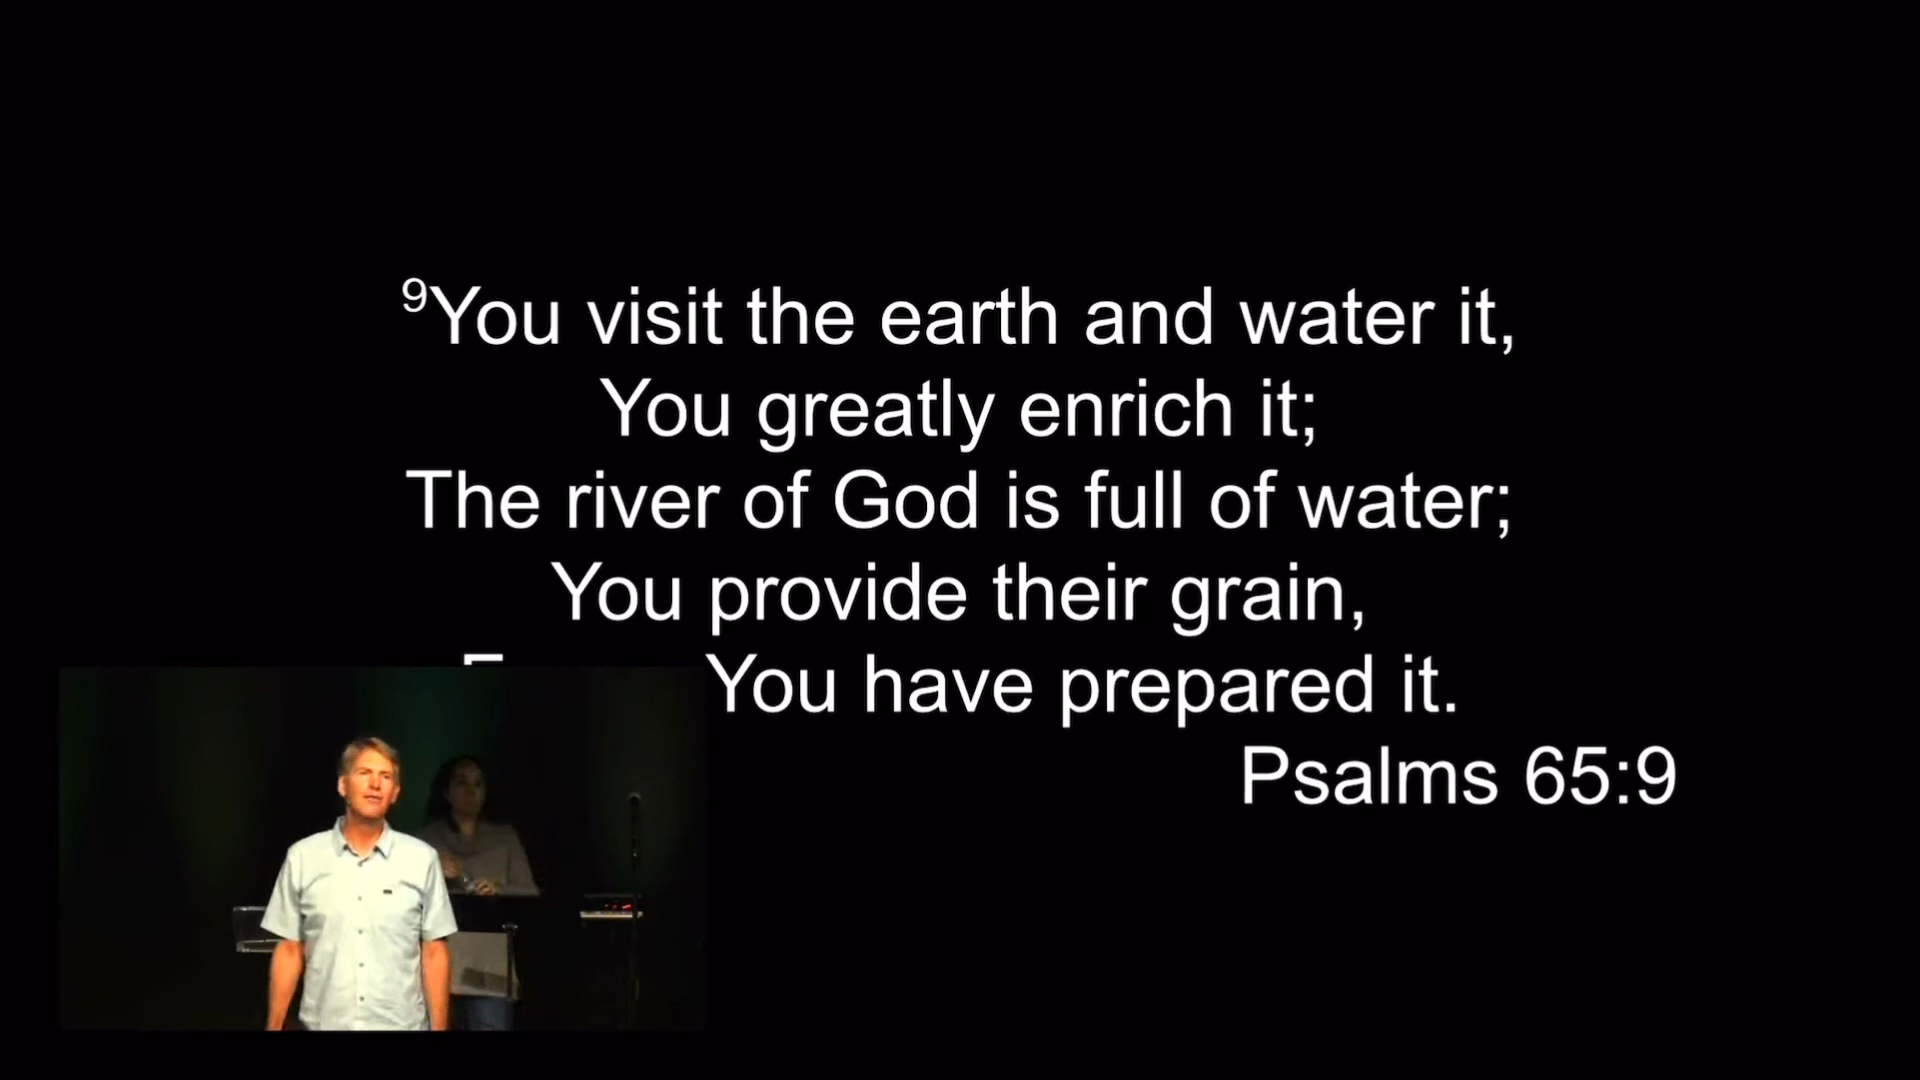 9You visit the earth and water it,
You greatly enrich it;
The river of God is full of water;
You provide their grain,
You have prepared it.
Psalms 65:9